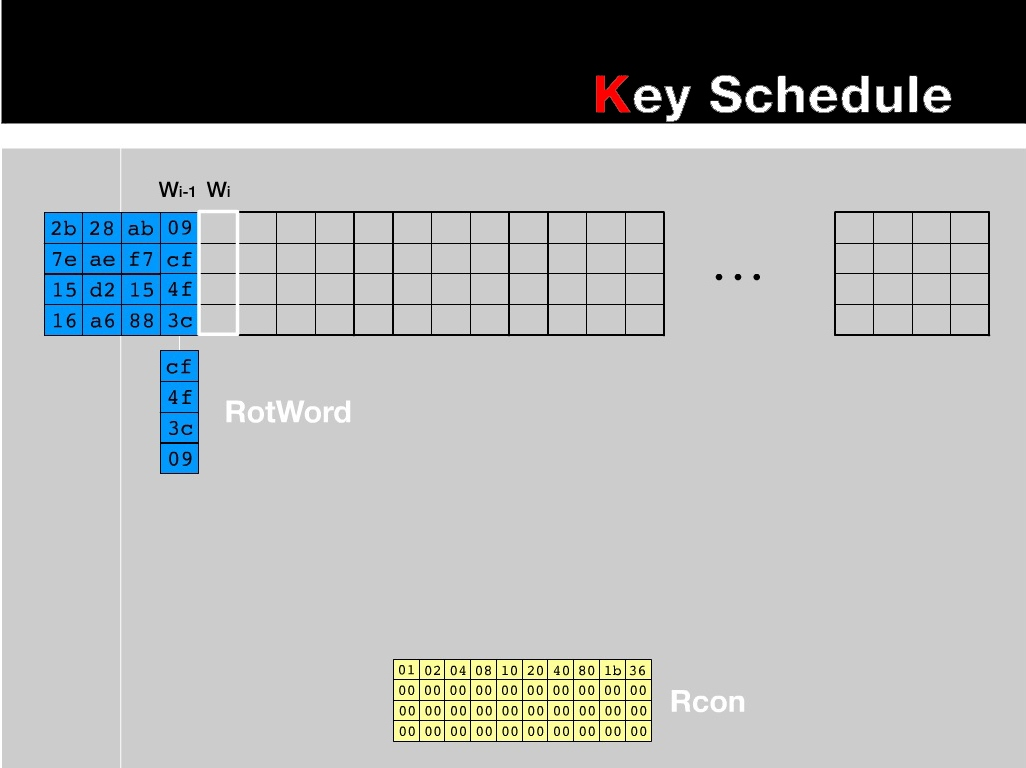 Key Schedule
Wi-1 Wi
2b 28 ab 09
7e ae f7 cf
15 d2 15 4f
16 a6 88 3c
...
cf
4f
3c
09
RotWord
01 02 04 08 10 20 40 80 1b 36
00 00 00 00 00 00 00 00 00 00
00 00 00 00 00 00 00 00 00 00
00 00 00 00 00 00 00 00 00 00
Rcon